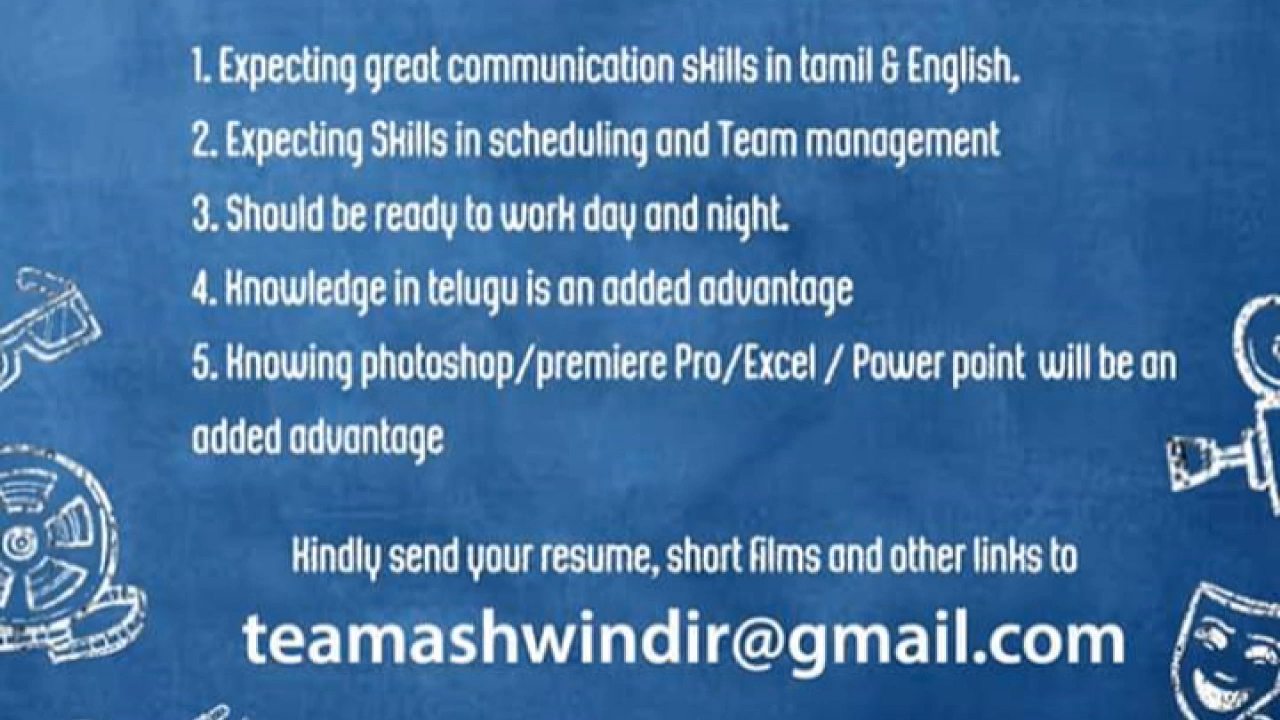 1. Expecting great communication skills in tamil & English.
2. Expecting Skills in scheduling and Team management
3. Should be ready to work day and night.
4. Knowledge in telugu is an added advantage
5. Knowing photoshop/premiere Pro/Excel / Power point will be an
added advantage
Kindly send your resume, short films and other links to
teamashwindir@gmail.com